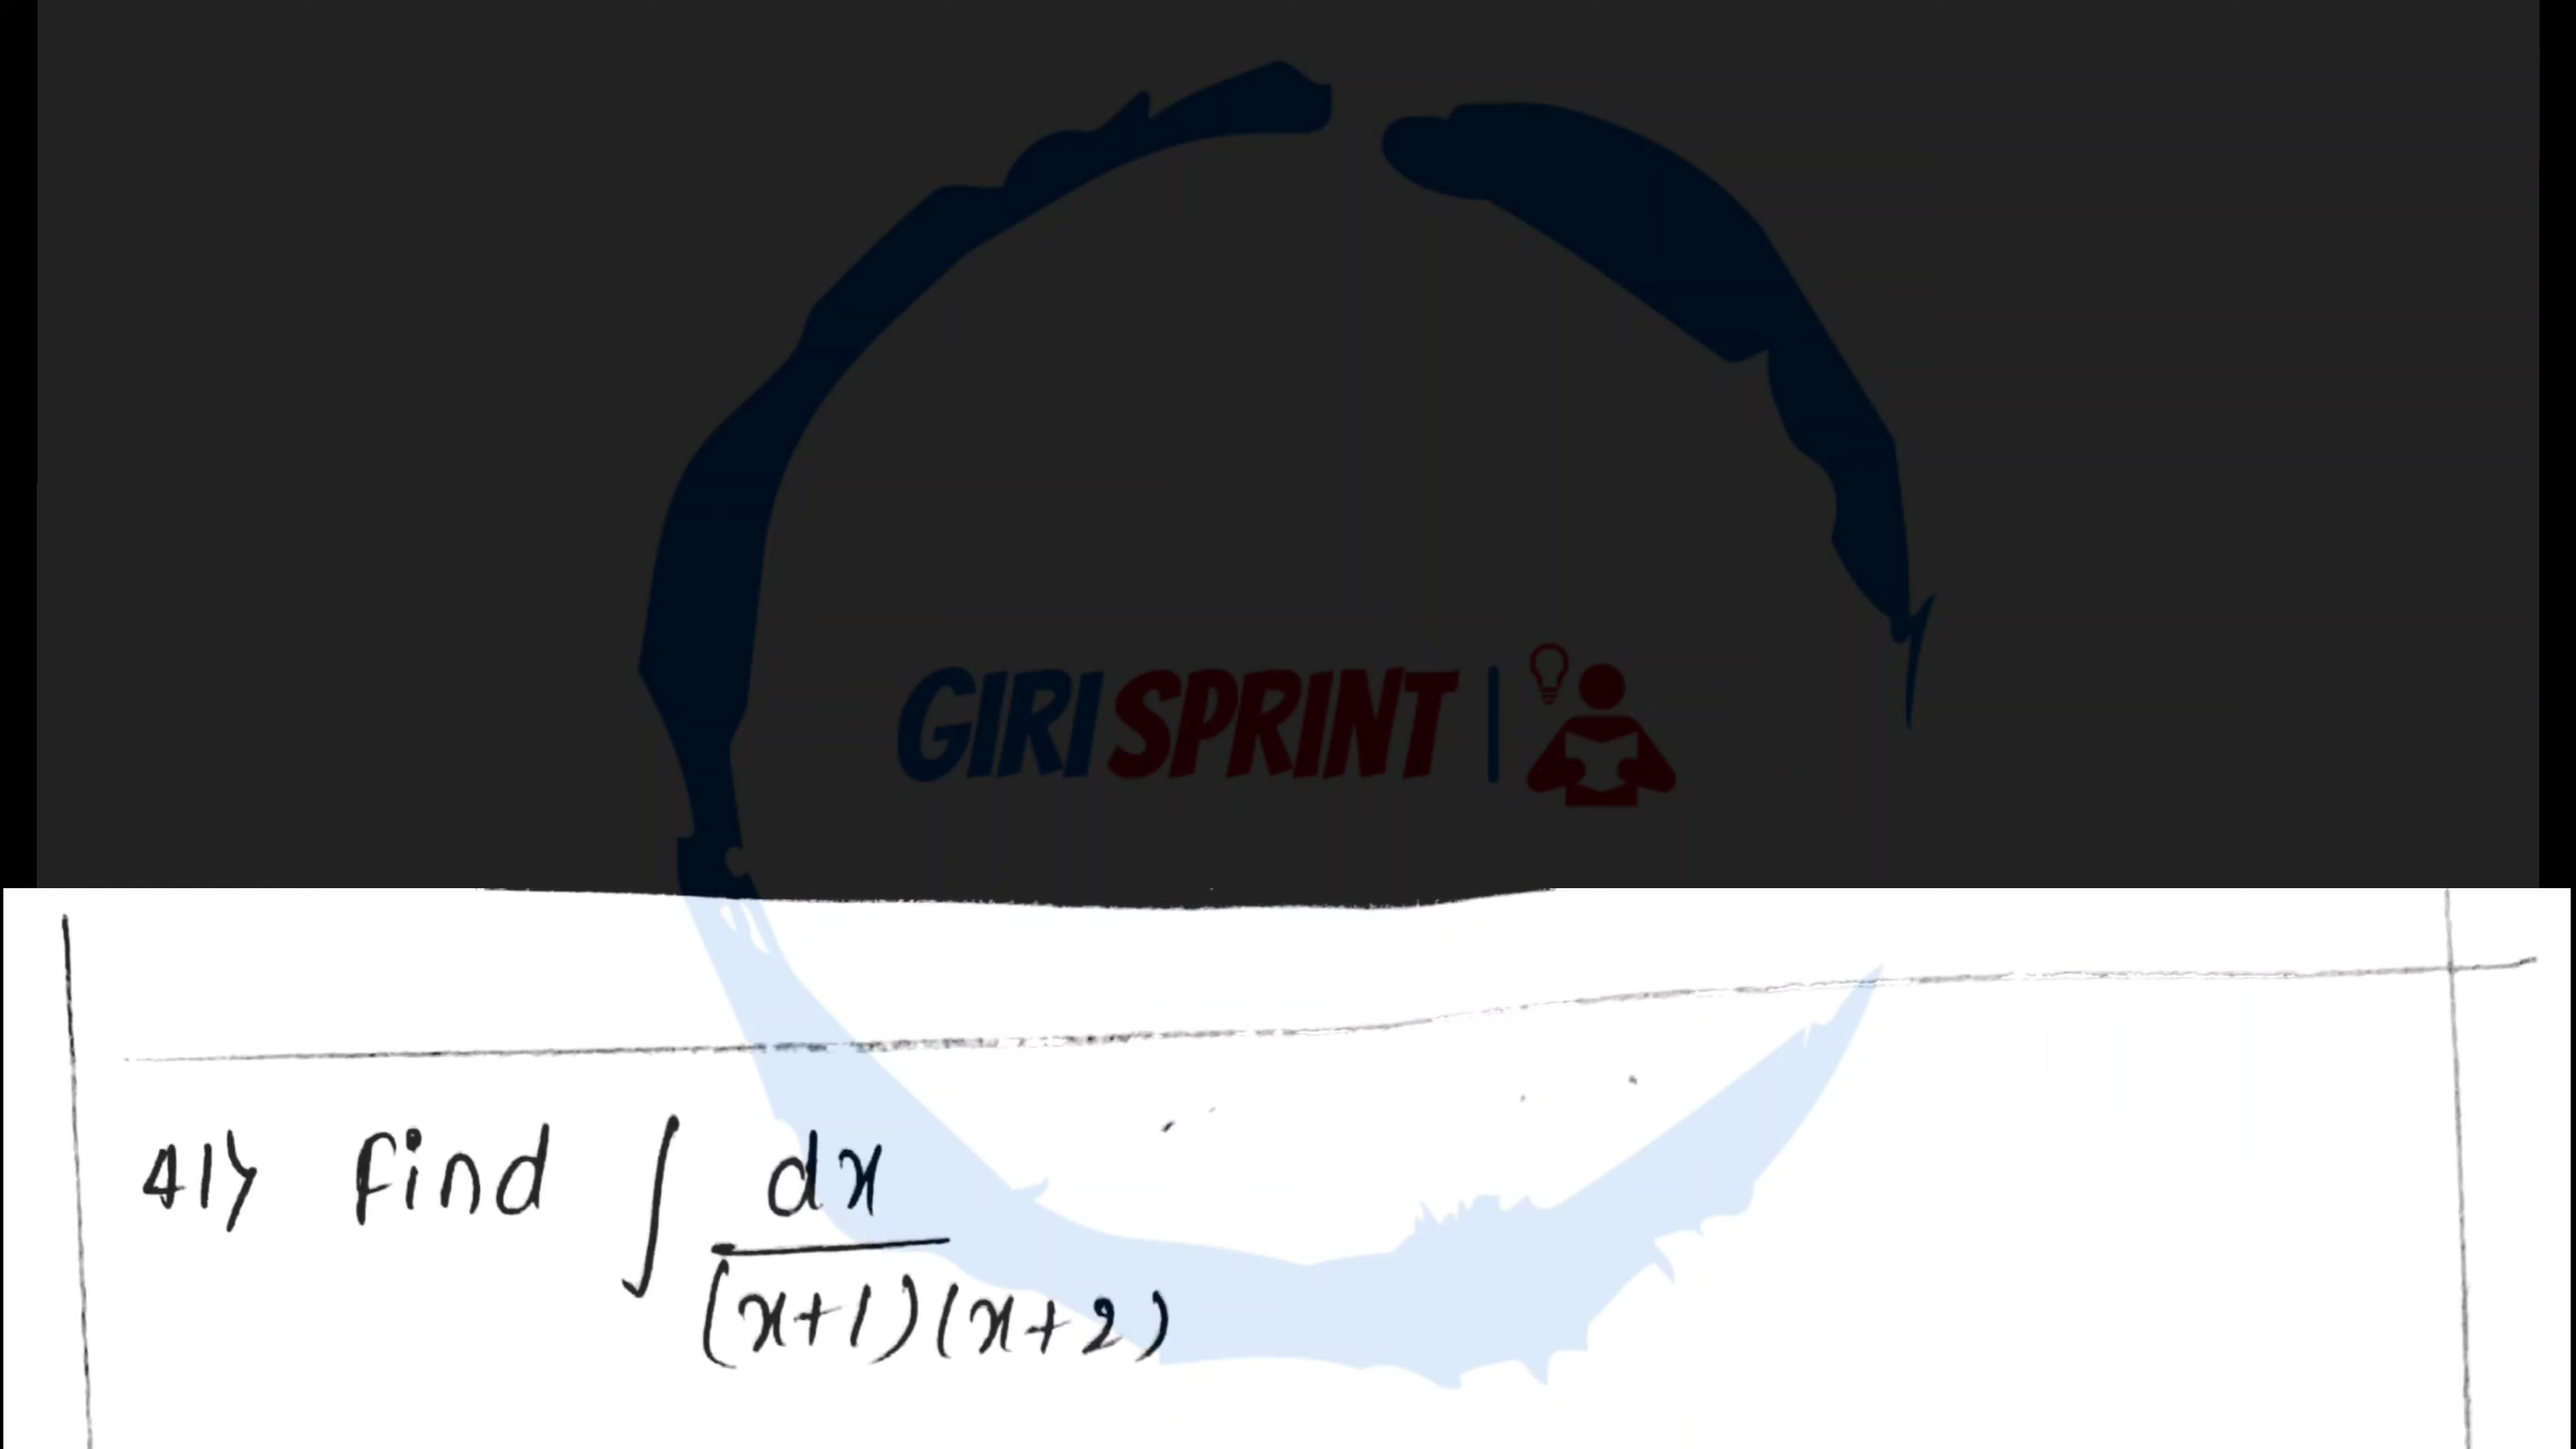 GIRI SPRINT
41) Find ∫ dx
(x+1)(x+2)